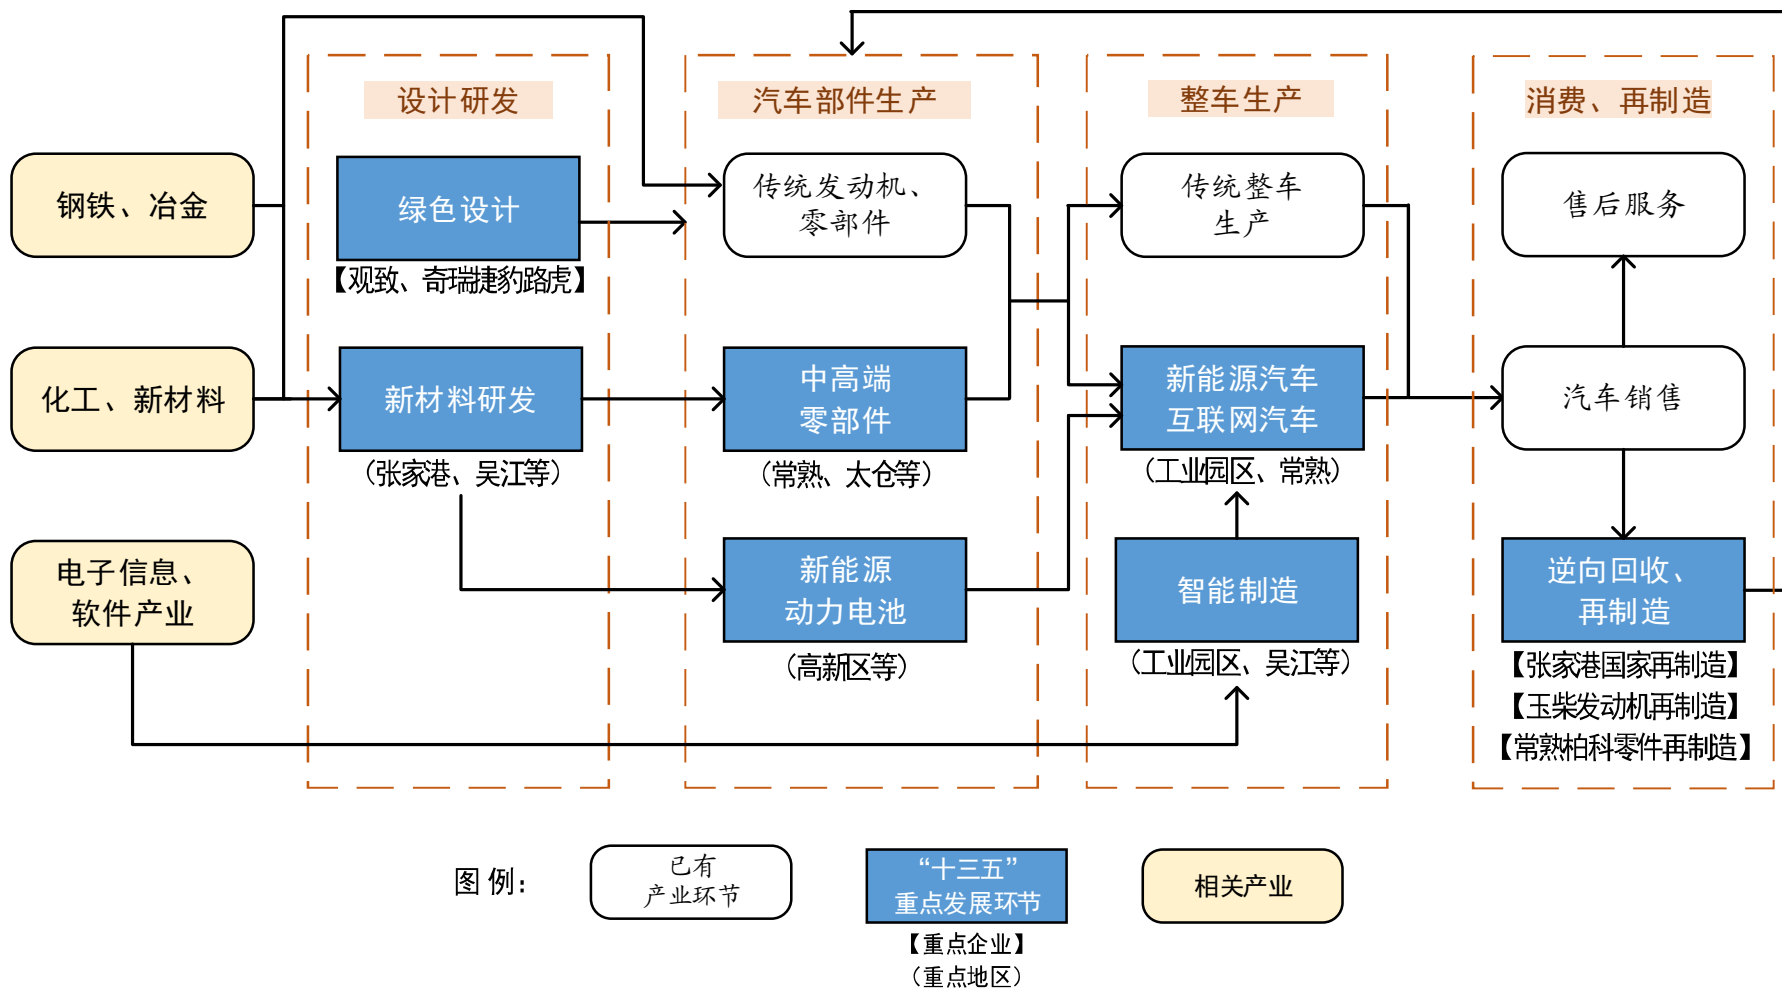 设计研发
汽车部件生产
整车生产
消费、再制造
钢铁、冶金
化工、新材料
电子信息、
软件产业
绿色设计
【观致、奇瑞捷豹路虎】
新材料研发
（张家港、吴江等）
传统发动机、
零部件
中高端
零部件
（常熟、太仓等）
新能源
动力电池
（高新区等）
传统整车
生产
新能源汽车
互联网汽车
（工业园区、常熟）
智能制造
（工业园区、吴江等）
售后服务
汽车销售
逆向回收、
再制造
【张家港国家再制造】
【玉柴发动机再制造】
【常熟柏科零件再制造】
图例：
已有
产业环节
“十三五”
重点发展环节
【重点企业】
（重点地区）
相关产业